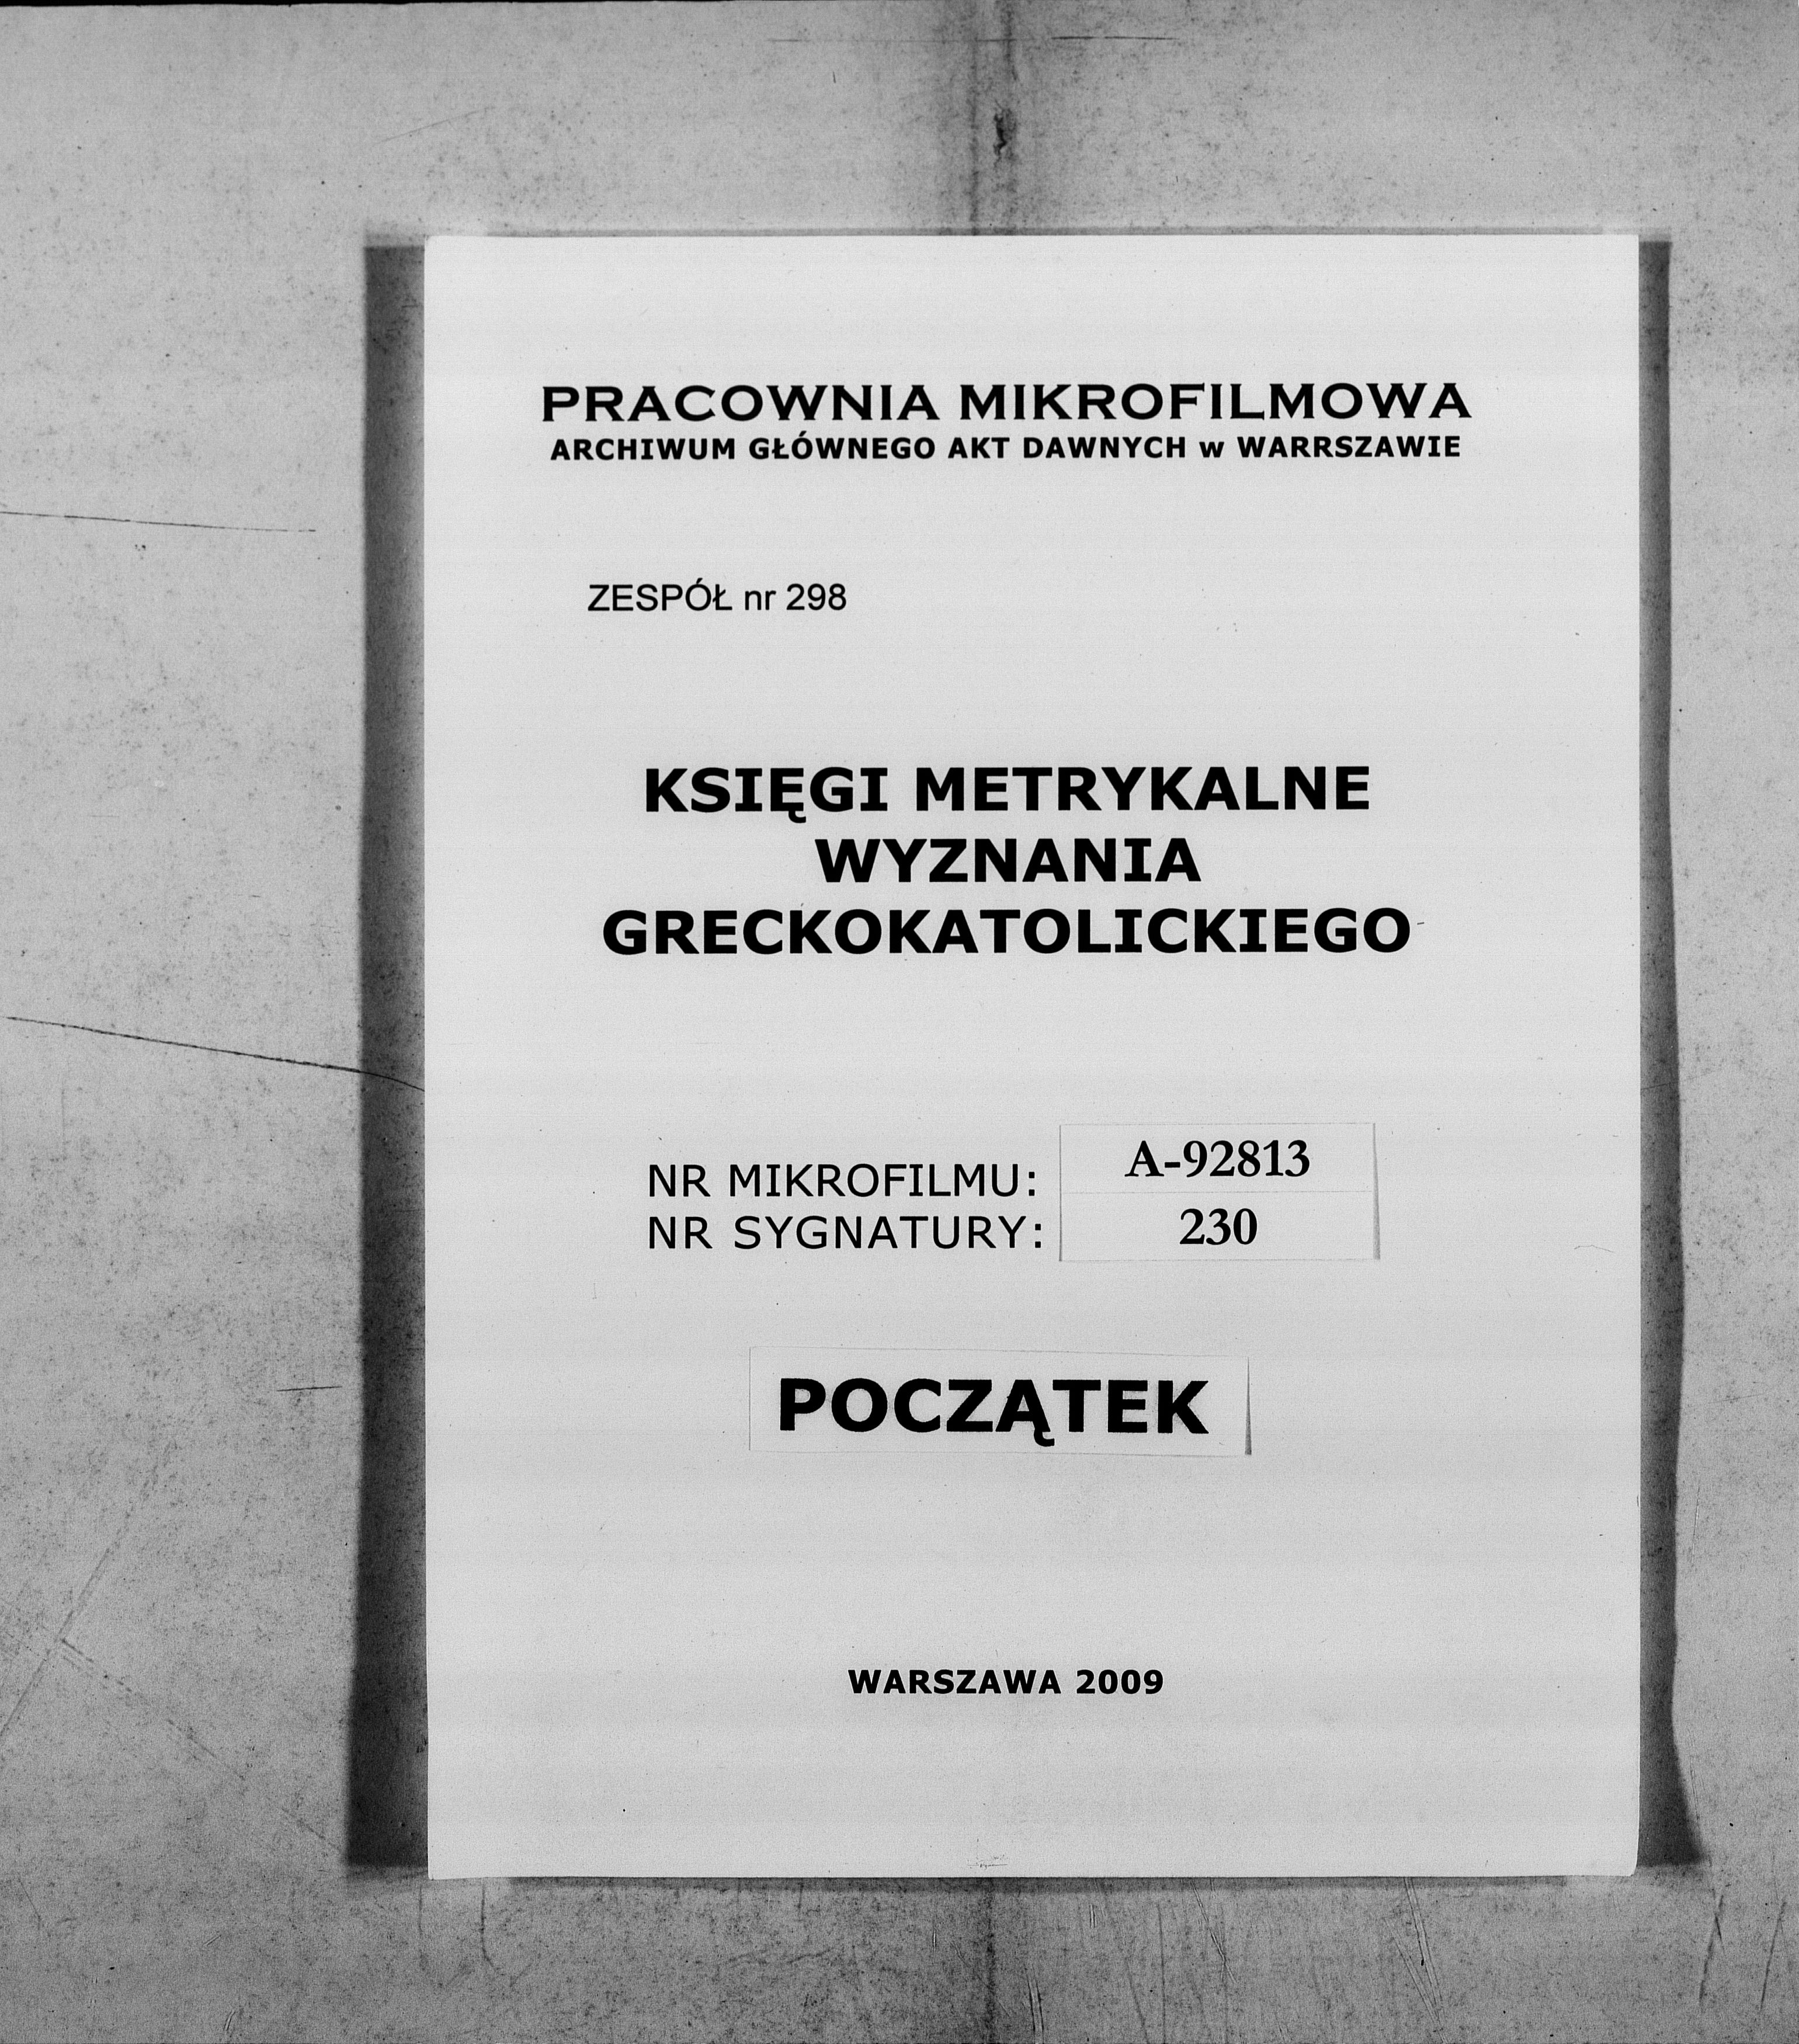 PRACOWNIA MIKROFILMOWA
ARCHIWUM GŁÓWNEGO AKT DAWNYCH w WARRSZAWIE
ZESPÓŁ nr 298
KSIĘGI METRYKALNE
WYZNANIA
GRECKOKATOLICKIEGO
NR MIKROFILMU: A-92813
NR SYGNATURY: 230
POCZĄTEK
WARSZAWA 2009